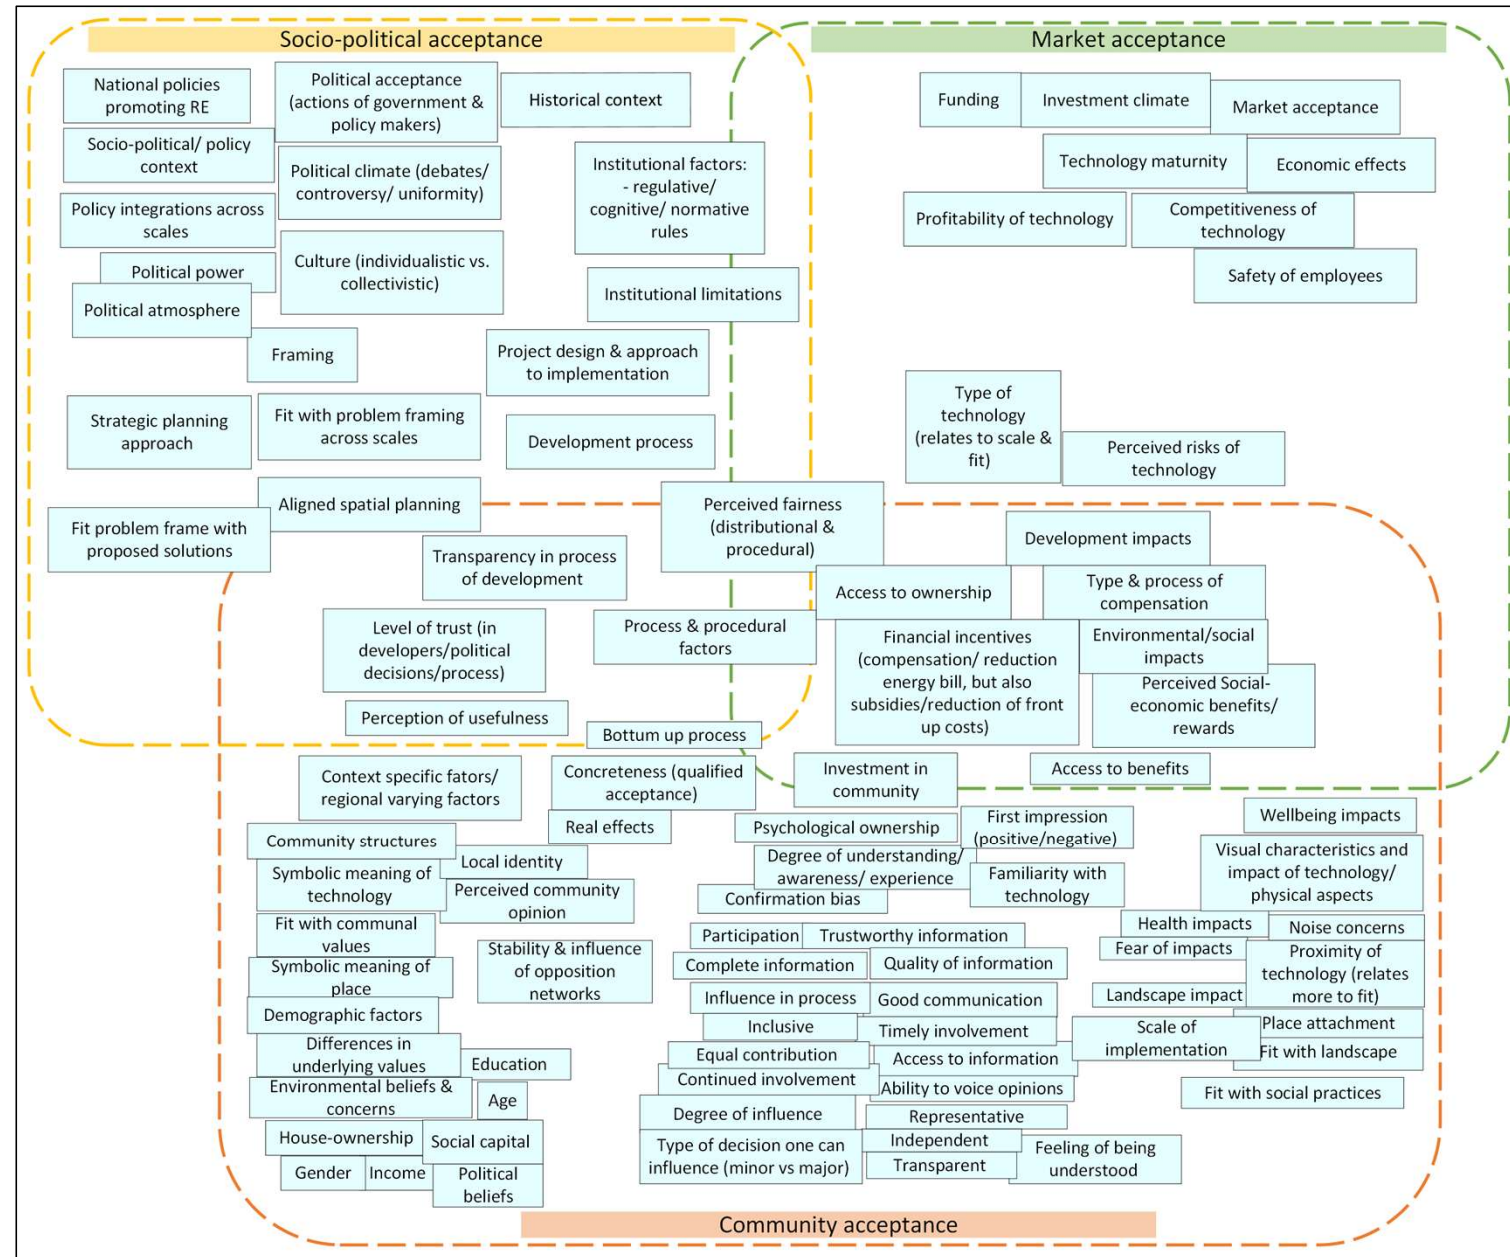 Socio-political acceptance
Market acceptance
National policies
promoting RE
Political acceptance
(actions of government &
policy makers)
Historical context
Socio-political/ policy
context
Political climate (debates/
controversy/ uniformity)
Institutional factors:
- regulative/
cognitive/ normative
rules
Policy integrations across
scales
Political power
Political atmosphere
Culture (individualistic vs.
collectivistic)
Institutional limitations
Framing
Project design & approach
to implementation
Strategic planning
approach
Fit with problem framing
across scales
Development process
Aligned spatial planning
Fit problem frame with
proposed solutions
Funding
Investment climate
Market acceptance
Technology maturnity
Economic effects
Profitability of technology
Competitiveness of
technology
Safety of employees
Type of
technology
(relates to scale &
fit)
Perceived risks of
technology
Perceived fairness
(distributional &
procedural)
Transparency in process
of development
Level of trust (in
developers/political
decisions/process)
Process & procedural
factors
Perception of usefulness
Bottum up process
Development impacts
Access to ownership
Type & process of
compensation
Financial incentives
(compensation/ reduction
energy bill, but also
subsidies/reduction of front
up costs)
Environmental/social
impacts
Perceived Social-
economic benefits/
rewards
Investment in
community
Access to benefits
Context specific fators/
regional varying factors
Concreteness (qualified
acceptance)
Real effects
Community structures
Local identity
Symbolic meaning of
technology
Perceived community
opinion
Fit with communal
values
Stability & influence
of opposition
networks
Symbolic meaning of
place
Demographic factors
Differences in
underlying values
Education
Environmental beliefs &
concerns
Age
House-ownership
Social capital
Gender
Income
Political
beliefs
Psychological ownership
First impression
(positive/negative)
Degree of understanding/
awareness/ experience
Familiarity with
technology
Confirmation bias
Participation
Trustworthy information
Complete information
Quality of information
Influence in process
Good communication
Inclusive
Timely involvement
Equal contribution
Access to information
Continued involvement
Ability to voice opinions
Degree of influence
Representative
Type of decision one can
influence (minor vs major)
Independent
Transparent
Feeling of being
understood
Wellbeing impacts
Visual characteristics and
impact of technology/
physical aspects
Health impacts
Noise concerns
Fear of impacts
Proximity of
technology (relates
more to fit)
Landscape impact
Place attachment
Scale of
implementation
Fit with landscape
Fit with social practices
Community acceptance